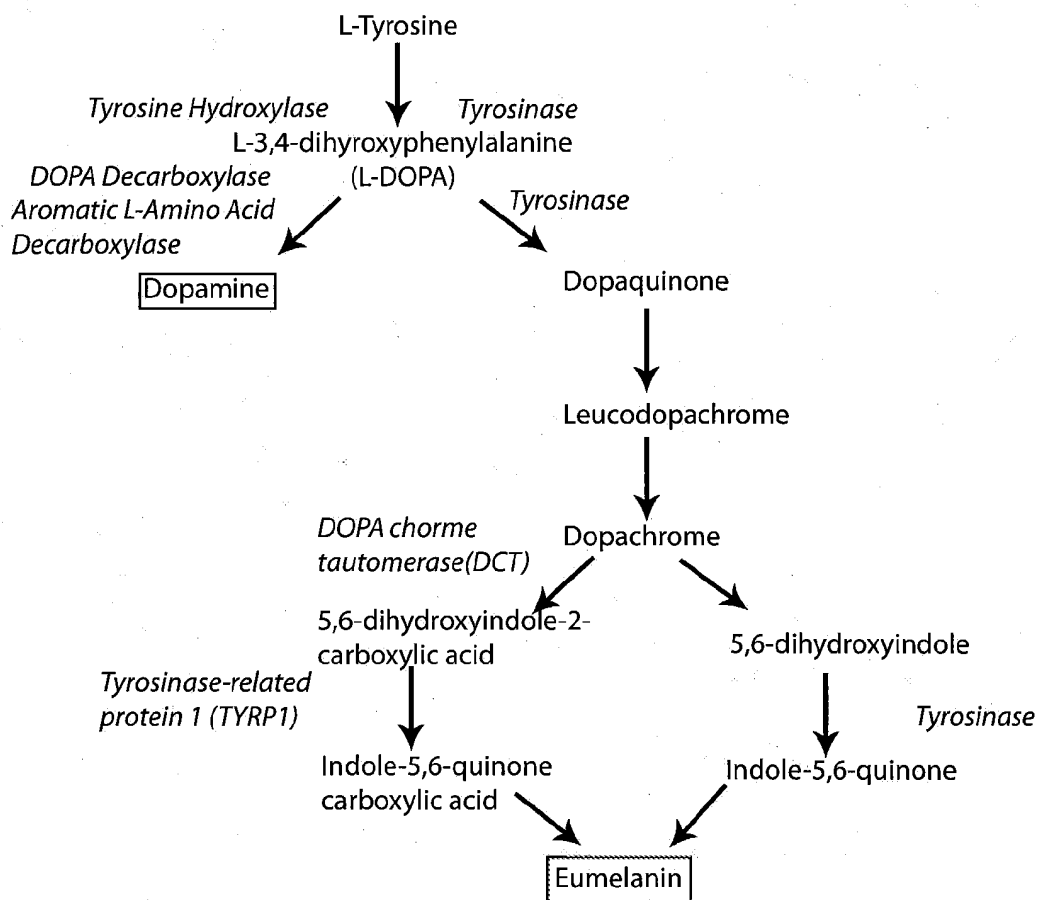 L-Tyrosine
Tyrosine Hydroxylase
Tyrosinase
L-3,4-dihyroxyphenylalanine
(L-DOPA)
DOPA Decarboxylase
Aromatic L-Amino Acid
Decarboxylase
Tyrosinase
Dopamine
Dopaquinone
Leucodopachrome
DOPA chorme
tautomerase(DCT)
Dopachrome
5,6-dihydroxyindole-2-
carboxylic acid
5,6-dihydroxyindole
Tyrosinase-related
protein 1 (TYRP1)
Tyrosinase
Indole-5,6-quinone
carboxylic acid
Indole-5,6-quinone
Eumelanin